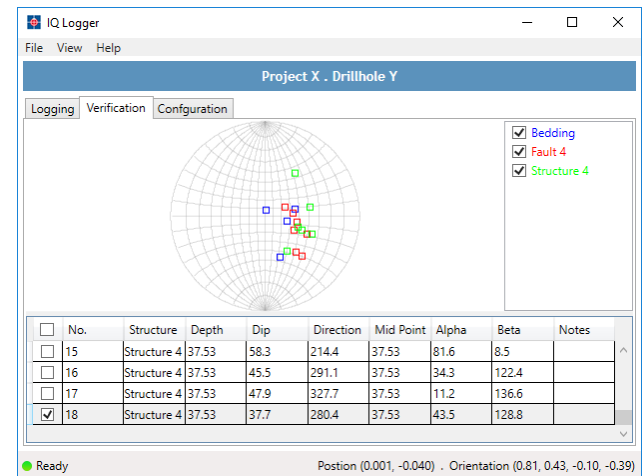 IQ Logger
File View Help
Project X . Drillhole Y
Logging Verification Confguration
Bedding
Fault 4
Structure 4
No. Structure Depth Dip Direction Mid Point Alpha Beta Notes
15 Structure 4 37.53 58.3 214.4 37.53 81.6 8.5
16 Structure 4 37.53 45.5 291.1 37.53 34.3 122.4
17 Structure 4 37.53 47.9 327.7 37.53 11.2 136.6
18 Structure 4 37.53 37.7 280.4 37.53 43.5 128.8
Ready Postion (0.001, -0.040) . Orientation (0.81, 0.43, -0.10, -0.39)